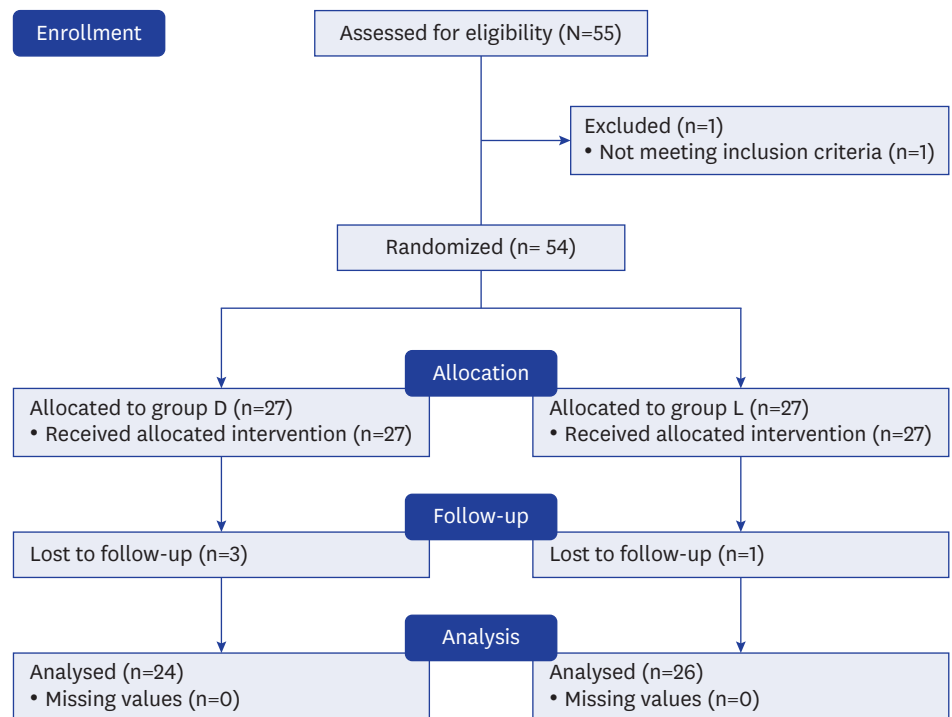 Enrollment
Assessed for eligibility (N=55)
Excluded (n=1)
• Not meeting inclusion criteria (n=1)
Randomized (n= 54)
Allocation
Allocated to group D (n=27)
• Received allocated intervention (n=27)
Allocated to group L (n=27)
• Received allocated intervention (n=27)
Follow-up
Lost to follow-up (n=3)
Lost to follow-up (n=1)
Analysis
Analysed (n=24)
• Missing values (n=0)
Analysed (n=26)
• Missing values (n=0)